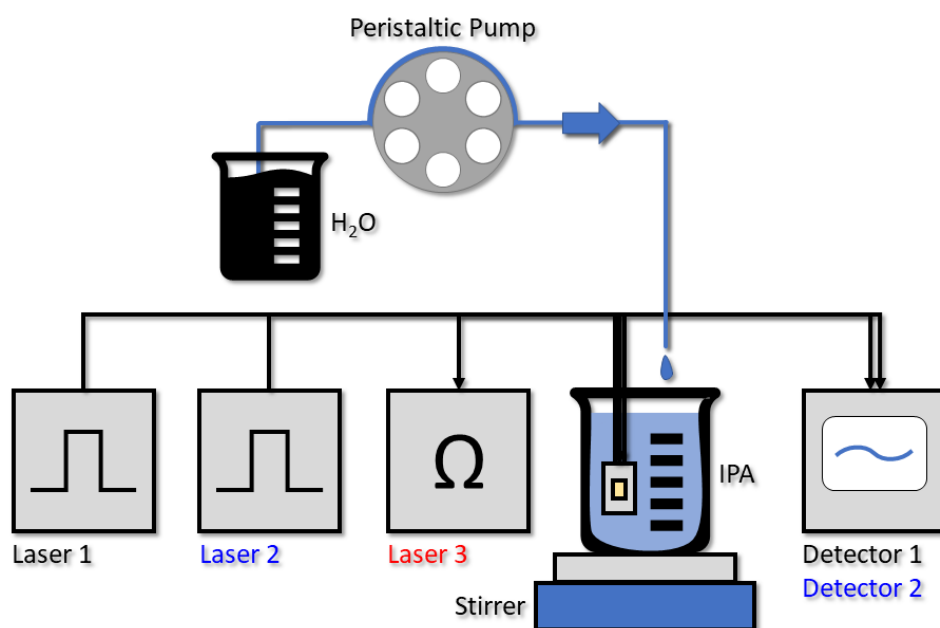 Peristaltic Pump
H₂O
Ω
IPA
Laser 1
Laser 2
Laser 3
Detector 1
Detector 2
Stirrer